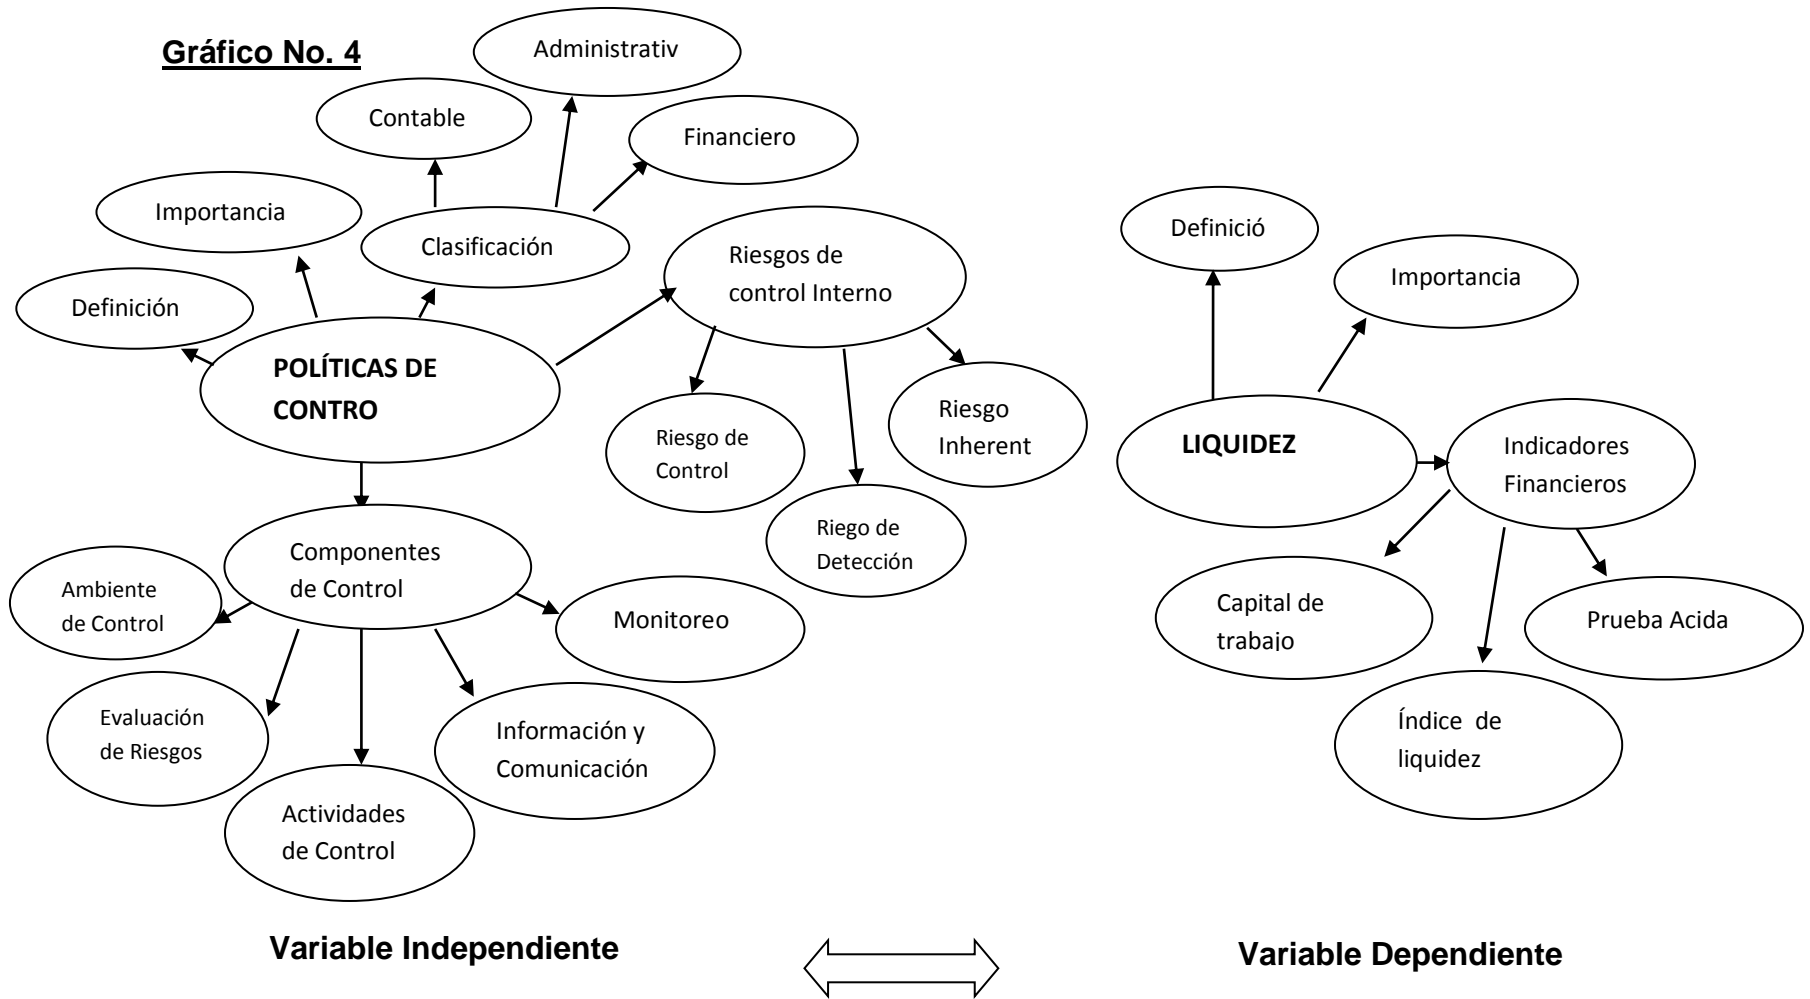 Gráfico No. 4
Administrativ
Contable
Financiero
Importancia
Clasificación
Definición
Riesgos de
control Interno
POLÍTICAS DE
CONTRO
Riesgo de
Control
Riesgo
Inherent
Riego de
Detección
Componentes
de Control
Ambiente
de Control
Monitoreo
Evaluación
de Riesgos
Información y
Comunicación
Actividades
de Control
Variable Independiente
Definició
Importancia
LIQUIDEZ
Indicadores
Financieros
Capital de
trabajo
Prueba Acida
Índice  de
liquidez
Variable Dependiente